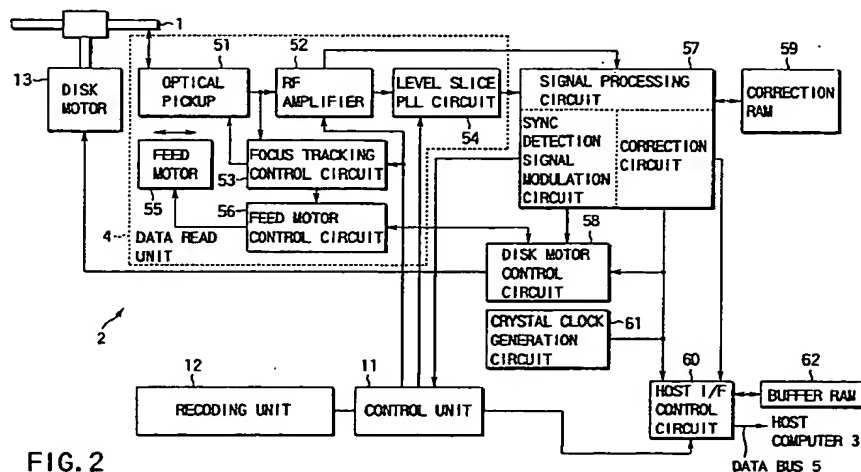 1
51
52
57
59
13
DISK
MOTOR
OPTICAL
PICKUP
RF
AMPLIFIER
LEVEL SLICE
PLL CIRCUIT
SIGNAL PROCESSING
CIRCUIT
CORRECTION
RAM
54
SYNC
DETECTION
SIGNAL
MODULATION
CIRCUIT
CORRECTION
CIRCUIT
FEED
MOTOR
55
53
FOCUS TRACKING
CONTROL CIRCUIT
56
FEED MOTOR
CONTROL CIRCUIT
4
DATA READ
UNIT
58
DISK MOTOR
CONTROL
CIRCUIT
2
CRYSTAL CLOCK
GENERATION
CIRCUIT
61
12
11
60
62
RECODING UNIT
CONTROL UNIT
HOST I/F
CONTROL
CIRCUIT
BUFFER RAM
HOST
COMPUTER 3
DATA BUS 5
FIG.2